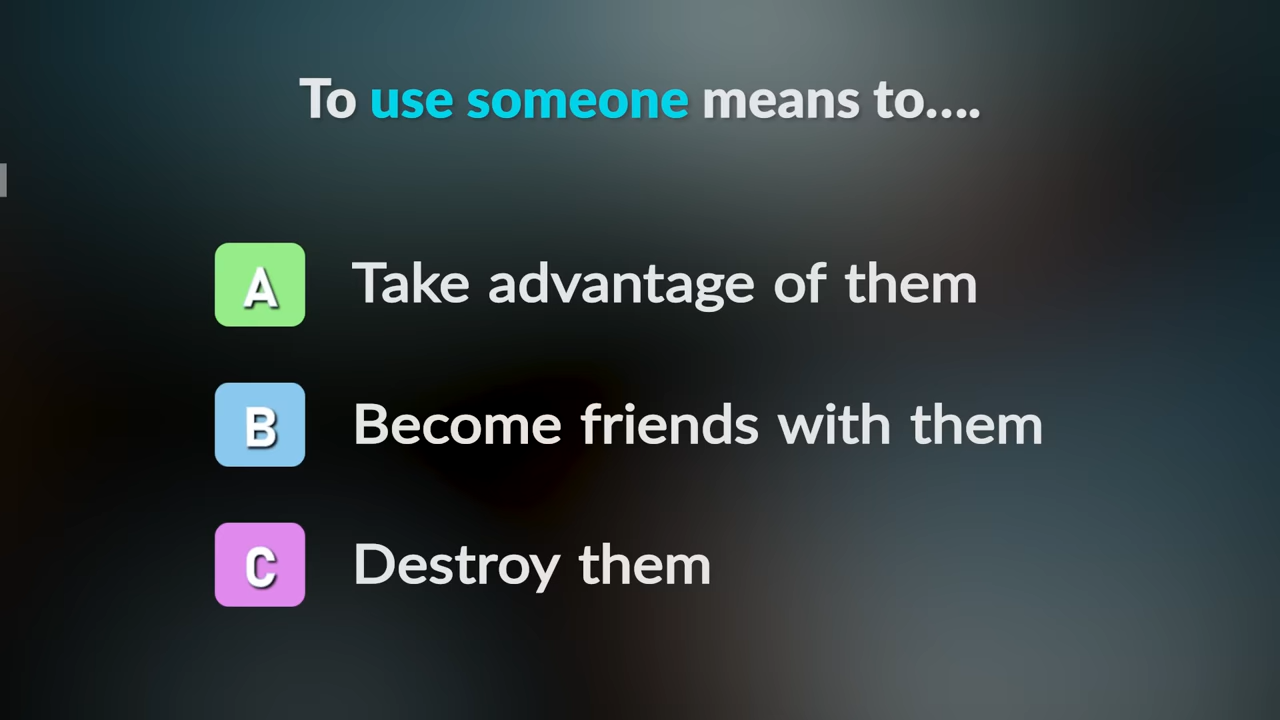 To use someone means to....
A Take advantage of them
B Become friends with them
C Destroy them